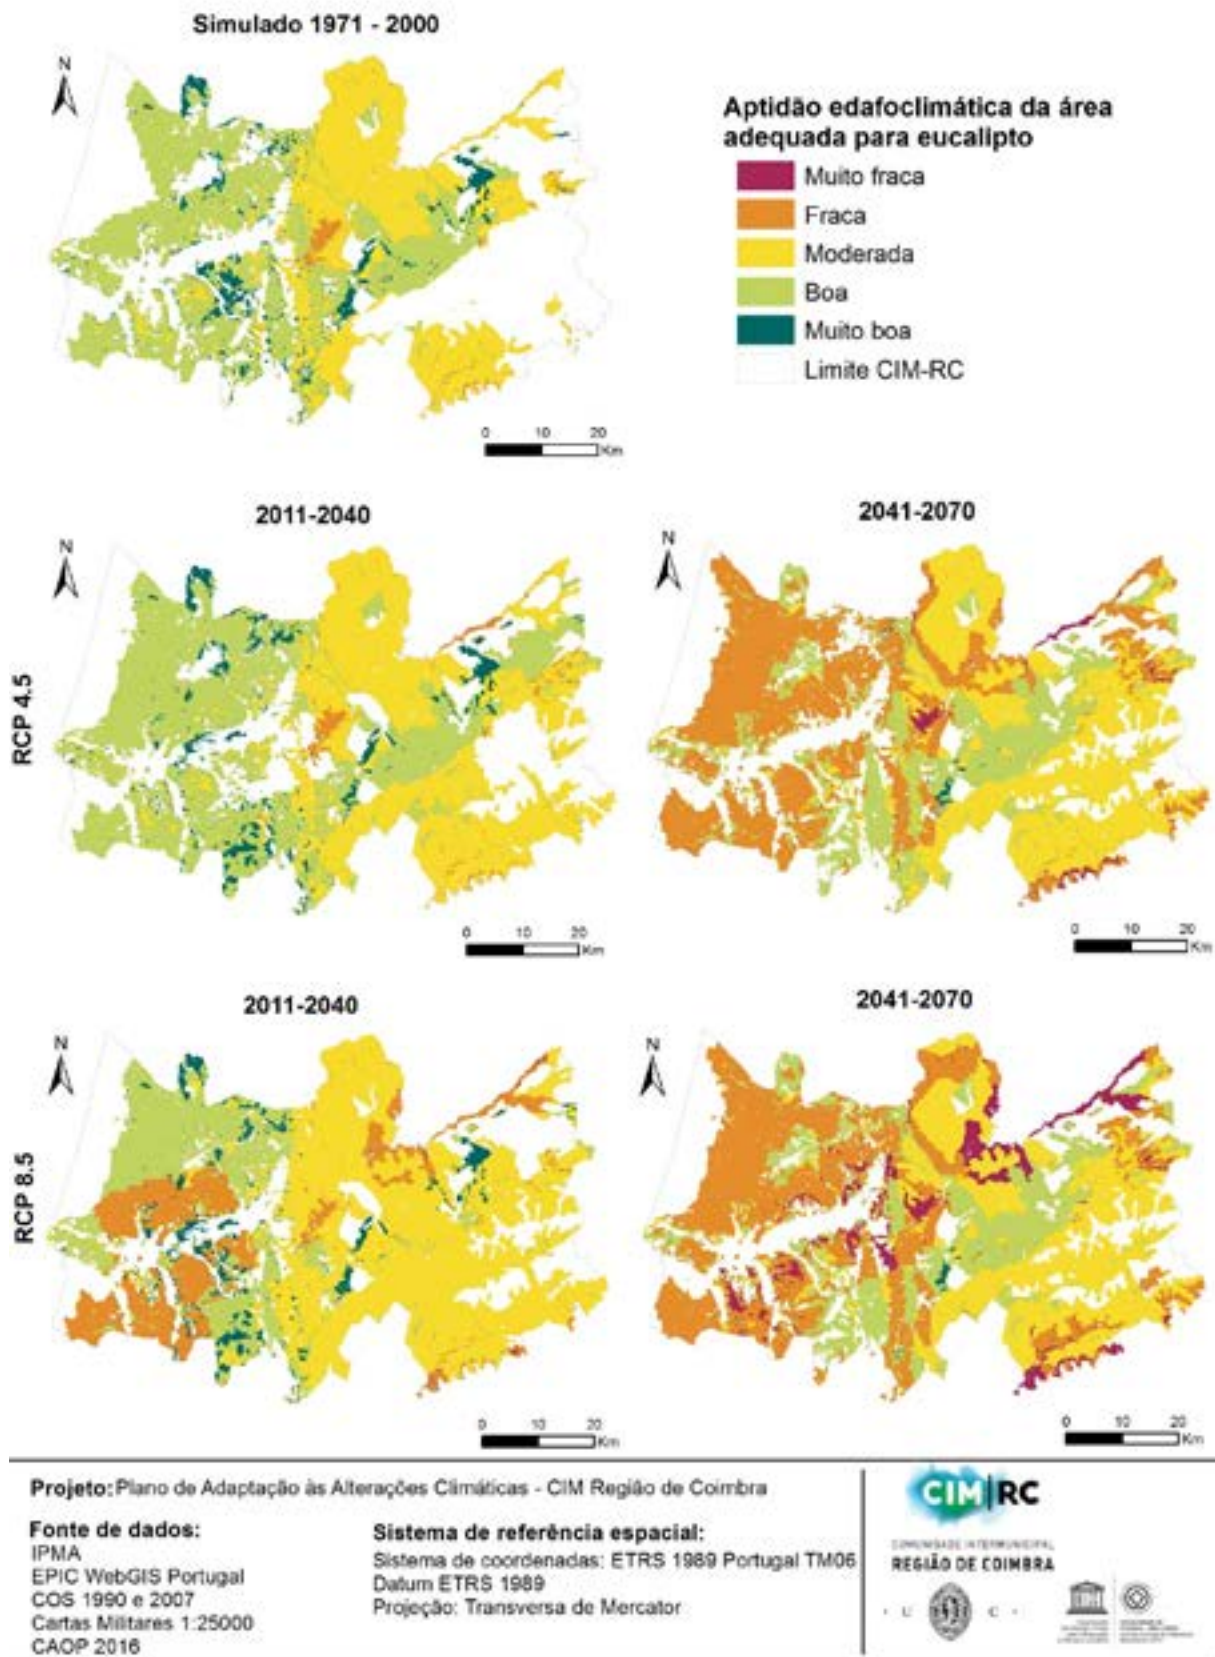 Simulado 1971 - 2000
N
Aptidão edafoclimática da área
adequada para eucalipto
Muito fraca
Fraca
Moderada
Boa
Muito boa
Limite CIM-RC
0 10 20
Km
2011-2040
2041-2070
N
N
RCP 4.5
0 10 20
Km
0 10 20
Km
2011-2040
2041-2070
N
N
RCP 8.5
0 10 20
Km
0 10 20
Km
Projeto: Plano de Adaptação às Alterações Climáticas - CIM Região de Coimbra
Fonte de dados:
IPMA
EPIC WebGIS Portugal
COS 1990 e 2007
Cartas Militares 1:25000
CAOP 2016
Sistema de referência espacial:
Sistema de coordenadas: ETRS 1989 Portugal TM06
Datum ETRS 1989
Projeção: Transversa de Mercator
CIM|RC
COMUNIDADE INTERMUNICIPAL
REGIÃO DE COIMBRA
· U C ·